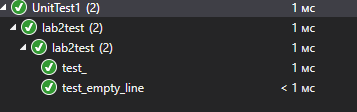 UnitTest1 (2) 1 мс
lab2test (2) 1 мс
lab2test (2) 1 мс
test_ 1 мс
test_empty_line < 1 мс